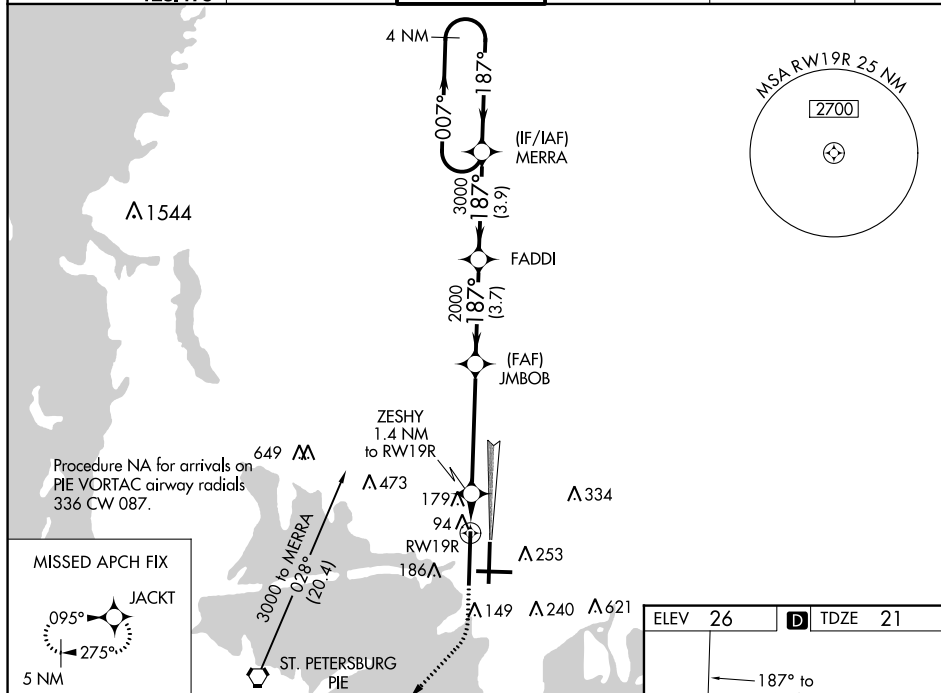 4 NM
187°
007°
(IF/IAF)
MERRA
3000
187°
(3.9)
FADDI
2000
187°
(3.7)
(FAF)
JMBOB
MSA RW19R 25 NM
2700
1544
ZESHY
1.4 NM
to RW19R
649
473
179
94
RW19R
186
334
253
149
240
621
Procedure NA for arrivals on
PIE VORTAC airway radials
336 CW 087.
3000 to MERRA
028°
(20.4)
ST. PETERSBURG
PIE
MISSED APCH FIX
JACKT
095°
275°
5 NM
ELEV 26 D TDZE 21
187° to